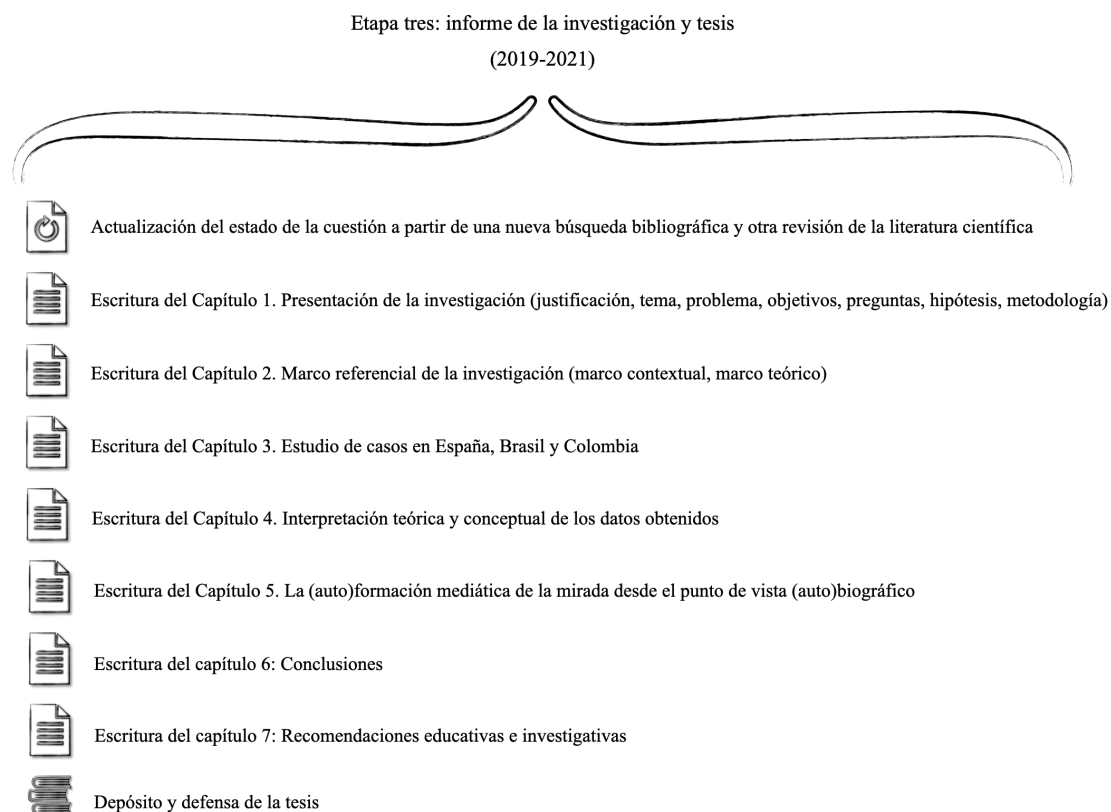 Etapa tres: informe de la investigación y tesis
(2019-2021)
Actualización del estado de la cuestión a partir de una nueva búsqueda bibliográfica y otra revisión de la literatura científica
Escritura del Capítulo 1. Presentación de la investigación (justificación, tema, problema, objetivos, preguntas, hipótesis, metodología)
Escritura del Capítulo 2. Marco referencial de la investigación (marco contextual, marco teórico)
Escritura del Capítulo 3. Estudio de casos en España, Brasil y Colombia
Escritura del Capítulo 4. Interpretación teórica y conceptual de los datos obtenidos
Escritura del Capítulo 5. La (auto)formación mediática de la mirada desde el punto de vista (auto)biográfico
Escritura del capítulo 6: Conclusiones
Escritura del capítulo 7: Recomendaciones educativas e investigativas
Depósito y defensa de la tesis